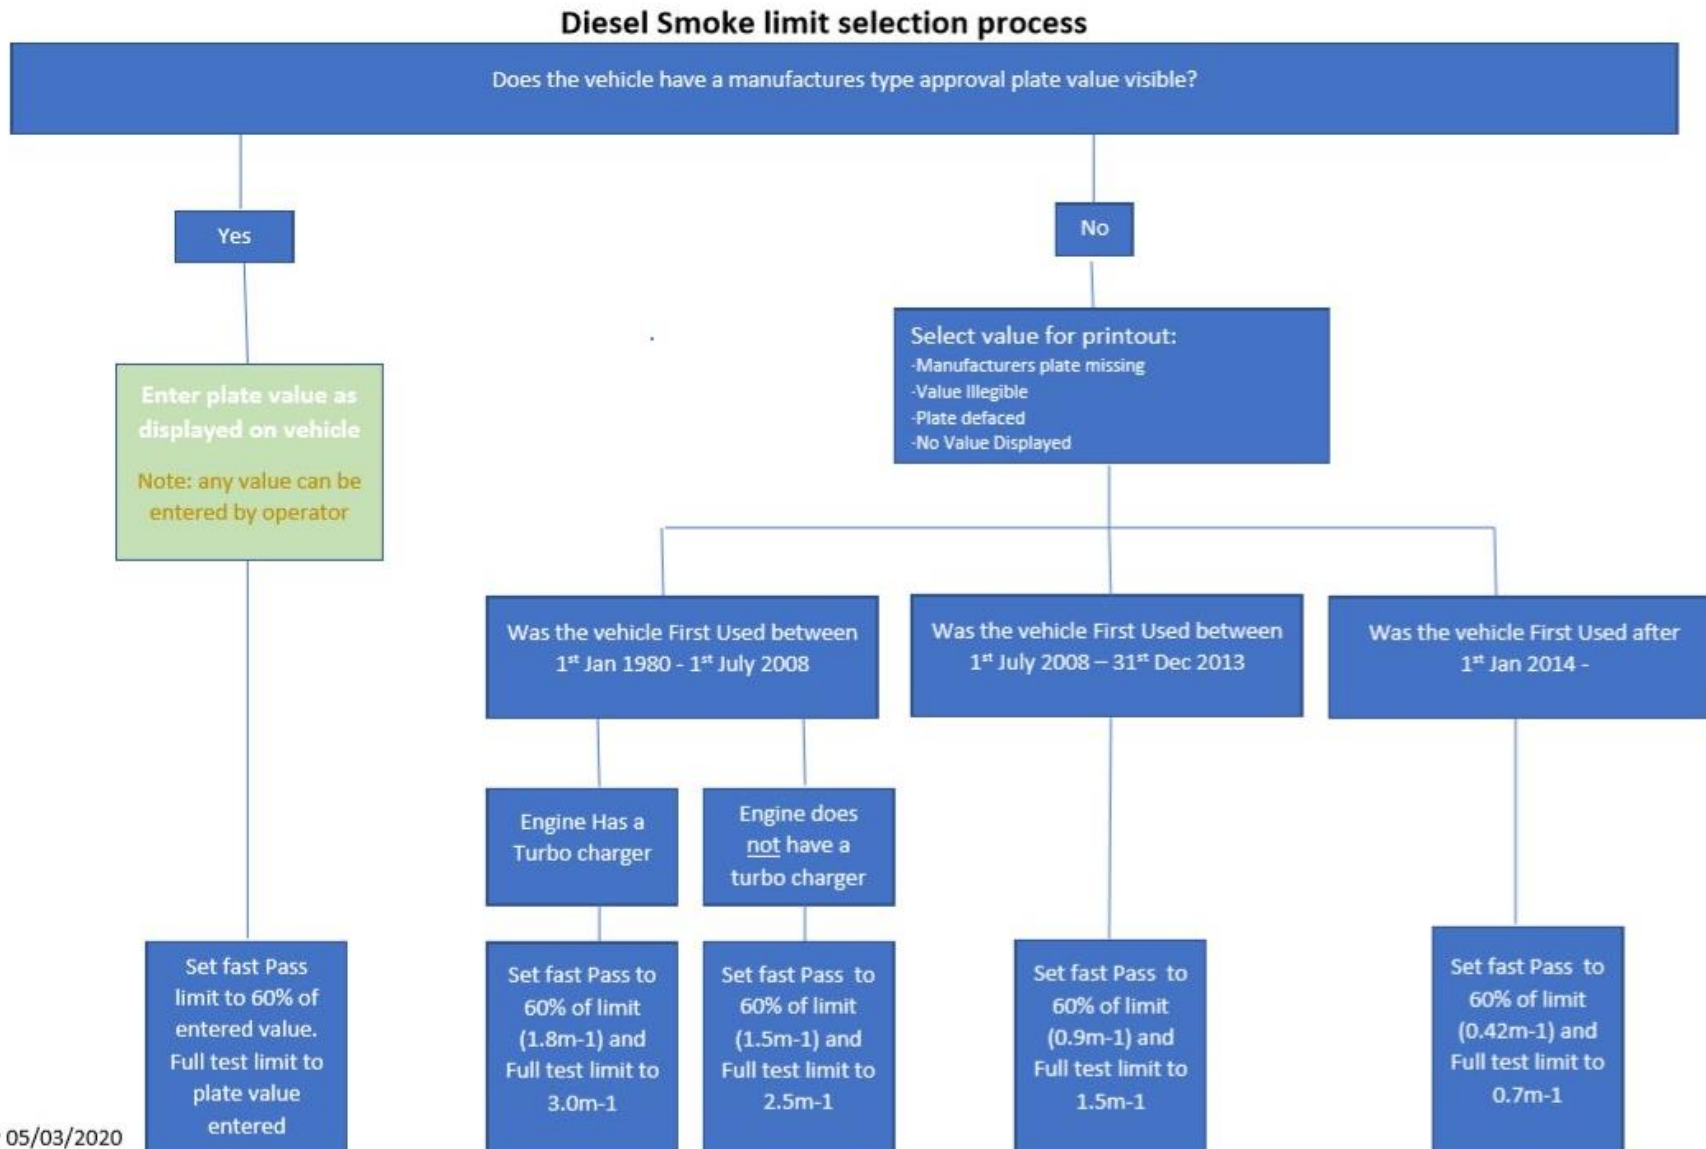 Diesel Smoke limit selection process
Does the vehicle have a manufactures type approval plate value visible?
Yes
No
Enter plate value as
displayed on vehicle
Note: any value can be
entered by operator
Select value for printout:
-Manufacturers plate missing
-Value Illegible
-Plate defaced
-No Value Displayed
Was the vehicle First Used between
1st Jan 1980 - 1st July 2008
Was the vehicle First Used between
1st July 2008 – 31st Dec 2013
Was the vehicle First Used after
1st Jan 2014 -
Engine Has a
Turbo charger
Engine does
not have a
turbo charger
Set fast Pass
limit to 60% of
entered value.
Full test limit to
plate value
entered
Set fast Pass to
60% of limit
(1.8m-1) and
Full test limit to
3.0m-1
Set fast Pass to
60% of limit
(1.5m-1) and
Full test limit to
2.5m-1
Set fast Pass to
60% of limit
(0.9m-1) and
Full test limit to
1.5m-1
Set fast Pass to
60% of limit
(0.42m-1) and
Full test limit to
0.7m-1
05/03/2020